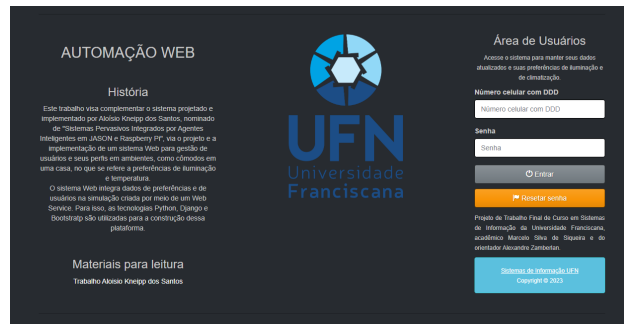 AUTOMAÇÃO WEB
História
Este trabalho visa complementar o sistema projetado e
implementado por Aloísio Kneipp dos Santos, nominado
de "Sistemas Pervasivos Integrados por Agentes
Inteligentes em JASON e Raspberry PI", via o projeto e a
implementação de um sistema Web para gestão de
usuários e seus perfis em ambientes, como cômodos em
uma casa, no que se refere a preferências de iluminação
e temperatura.
O sistema Web integra dados de preferências e de
usuários na simulação criada por meio de um Web
Service. Para isso, as tecnologias Python, Django e
Bootstratp são utilizadas para a construção dessa
plataforma.
Materiais para leitura
Trabalho Aloisio Kneipp dos Santos
UFN
Universidade
Franciscana
Área de Usuários
Acesse o sistema para manter seus dados
atualizados e suas preferências de iluminação e
de climatização.
Número celular com DDD
Número celular com DDD
Senha
Senha
Entrar
Resetar senha
Projeto de Trabalho Final de Curso em Sistemas
de Informação da Universidade Franciscana,
acadêmico Marcelo Silva de Siqueira e do
orientador Alexandre Zamberlan.
Sistemas de Informação UFN
Copyright © 2023